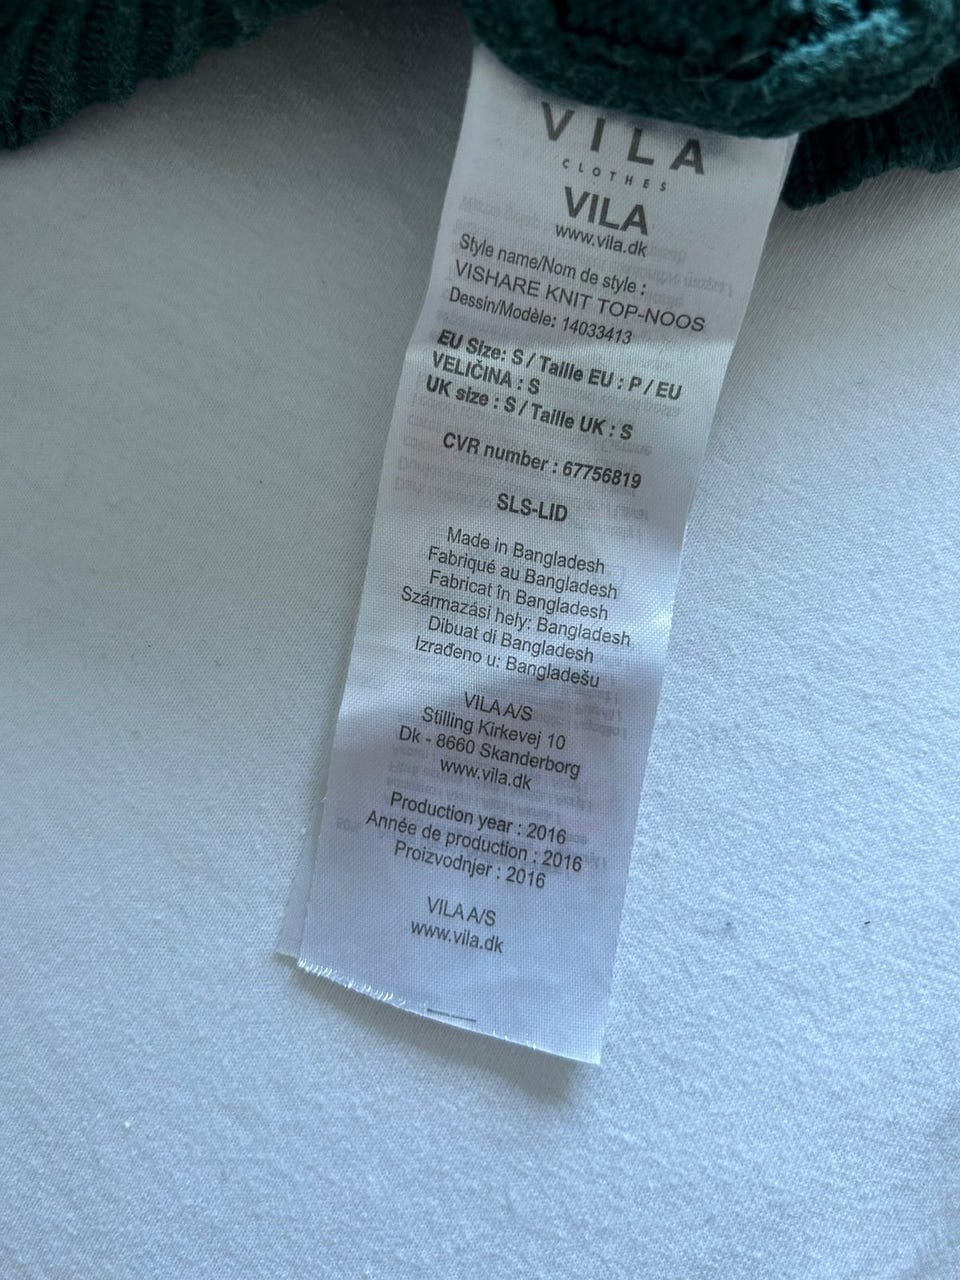 VILA
CLOTHES
VILA
www.vila.dk
Style name/Nom de style :
VISHARE KNIT TOP-NOOS
Dessin/Modèle: 14033413
EU Size: S / Taille EU : P / EU
VELIČINA : S
UK size : S / Taille UK : S
CVR number : 67756819
SLS-LID
Made in Bangladesh
Fabriqué au Bangladesh
Fabricat în Bangladesh
Származási hely: Bangladesh
Dibuat di Bangladesh
Izrađeno u: Bangladešu
VILA A/S
Stilling Kirkevej 10
Dk - 8660 Skanderborg
www.vila.dk
Production year : 2016
Année de production : 2016
Proizvodnjer : 2016
VILA A/S
www.vila.dk